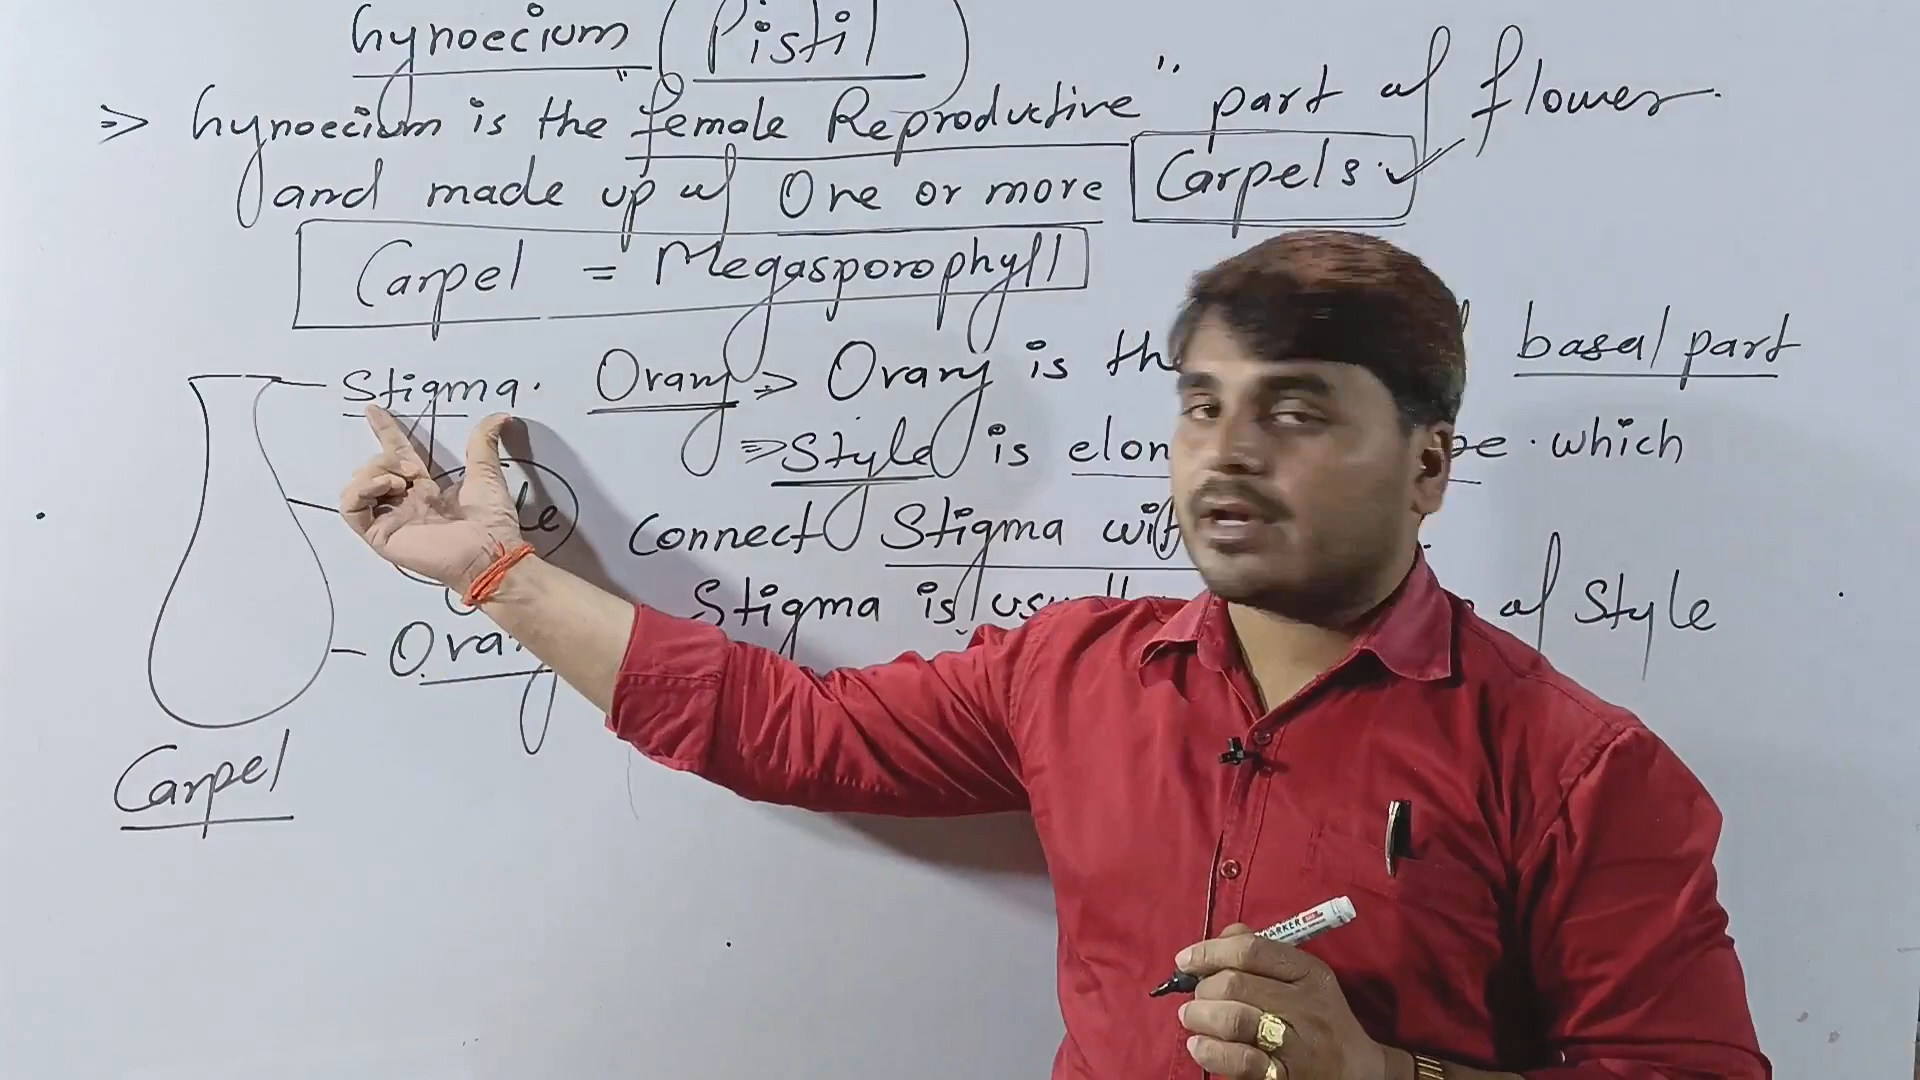 Gynoecium (Pistil)
=> Gynoecium is the "female Reproductive" part of flower.
and made up of One or more Carpels.
Carpel = Megasporophyll
Stigma.
Ovary => Ovary is the basal part
=> Style is elon which
Connect Stigma with
Stigma is of Style
Ovary
Carpel
MARKER